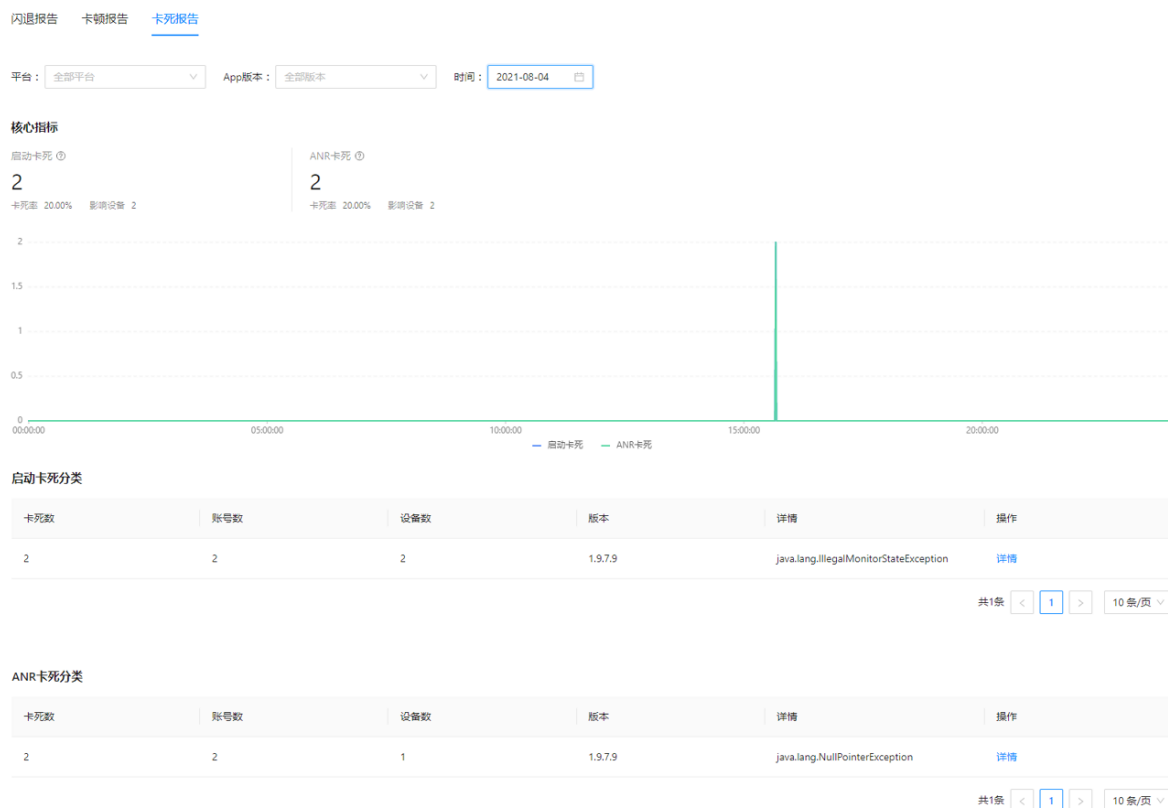 闪退报告 卡顿报告 卡死报告
平台： 全部平台 App版本： 全部版本 时间： 2021-08-04
核心指标
启动卡死 ANR卡死
2 2
卡死率 20.00% 影响设备 2 卡死率 20.00% 影响设备 2
2
1.5
1
0.5
0
00:00:00 05:00:00 10:00:00 15:00:00 20:00:00
启动卡死 ANR卡死
启动卡死分类
卡死数 账号数 设备数 版本 详情 操作
2 2 2 1.9.7.9 java.lang.IllegalMonitorStateException 详情
共1条 < 1 > 10 条/页
ANR卡死分类
卡死数 账号数 设备数 版本 详情 操作
2 2 1 1.9.7.9 java.lang.NullPointerException 详情
共1条 < 1 > 10 条/页